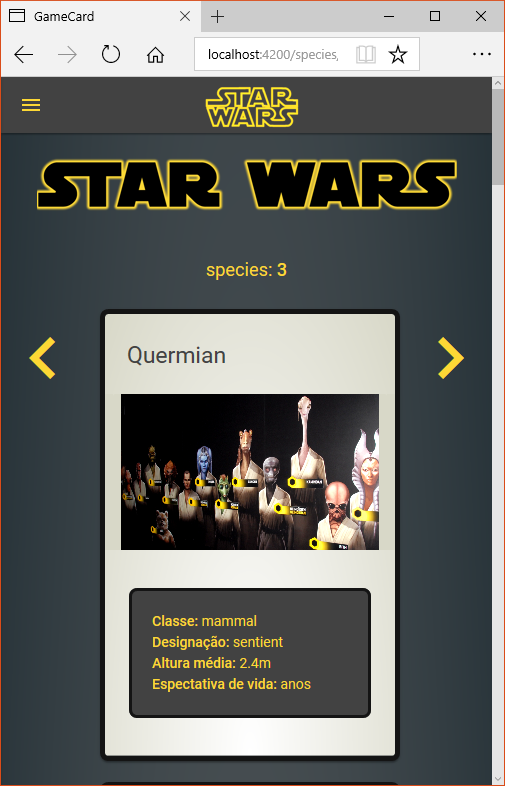 GameCard
localhost:4200/species,
STAR
WARS
STAR WARS
species: 3
Quermian
Classe: mammal
Designação: sentient
Altura média: 2.4m
Espectativa de vida: anos